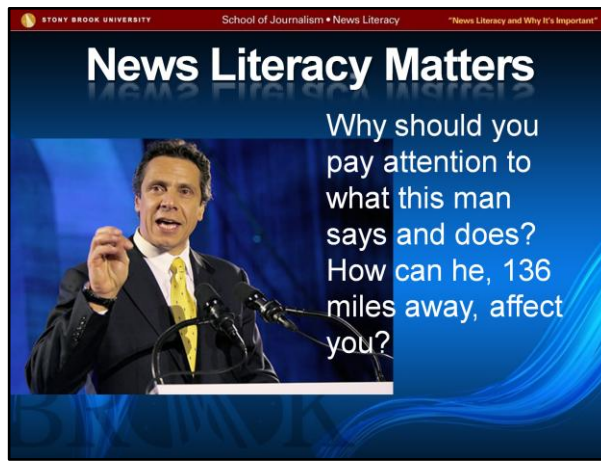 STONY BROOK UNIVERSITY
School of Journalism • News Literacy
"News Literacy and Why It's Important"
News Literacy Matters
Why should you
pay attention to
what this man
says and does?
How can he, 136
miles away, affect
you?
BROOK